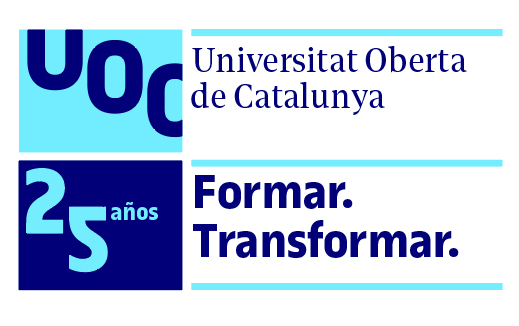 UOC
Universitat Oberta
de Catalunya
25 años
Formar.
Transformar.